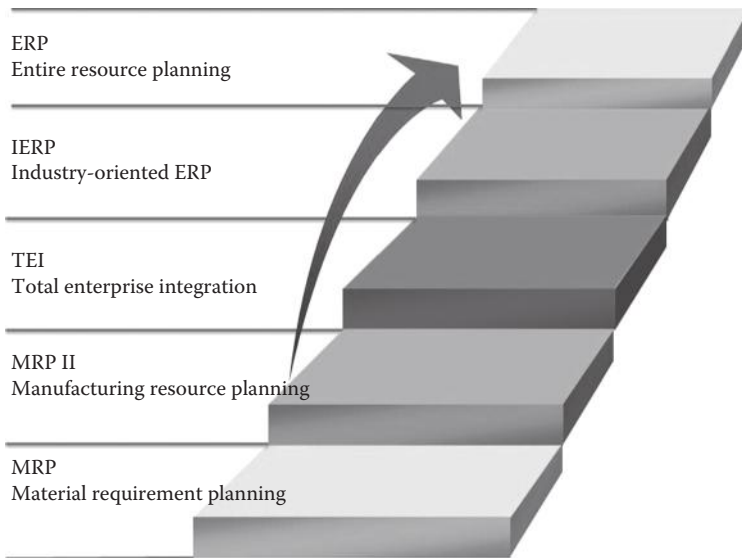 ERP
Entire resource planning
IERP
Industry-oriented ERP
TEI
Total enterprise integration
MRP II
Manufacturing resource planning
MRP
Material requirement planning